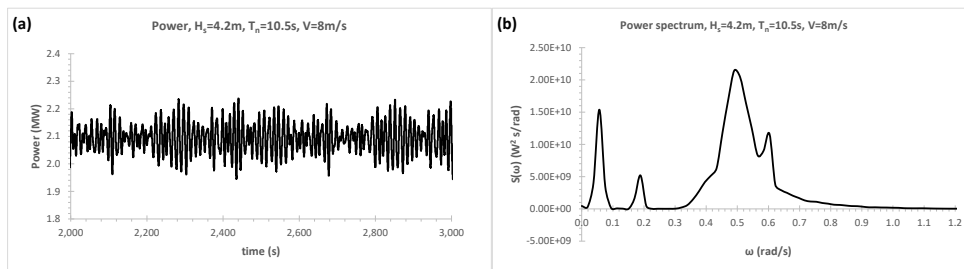 (a)
Power, Hs=4.2m, Tn=10.5s, V=8m/s
Power (MW)
2.4
2.3
2.2
2.1
2.0
1.9
1.8
2,000
2,200
2,400
2,600
2,800
3,000
time (s)
(b)
Power spectrum, Hs=4.2m, Tn=10.5s, V=8m/s
S(ω) (W² s/rad)
2.50E+10
2.00E+10
1.50E+10
1.00E+10
5.00E+09
0.00E+00
-5.00E+09
0.0
0.1
0.2
0.3
0.4
0.5
0.6
0.7
0.8
0.9
1.0
1.1
1.2
ω (rad/s)